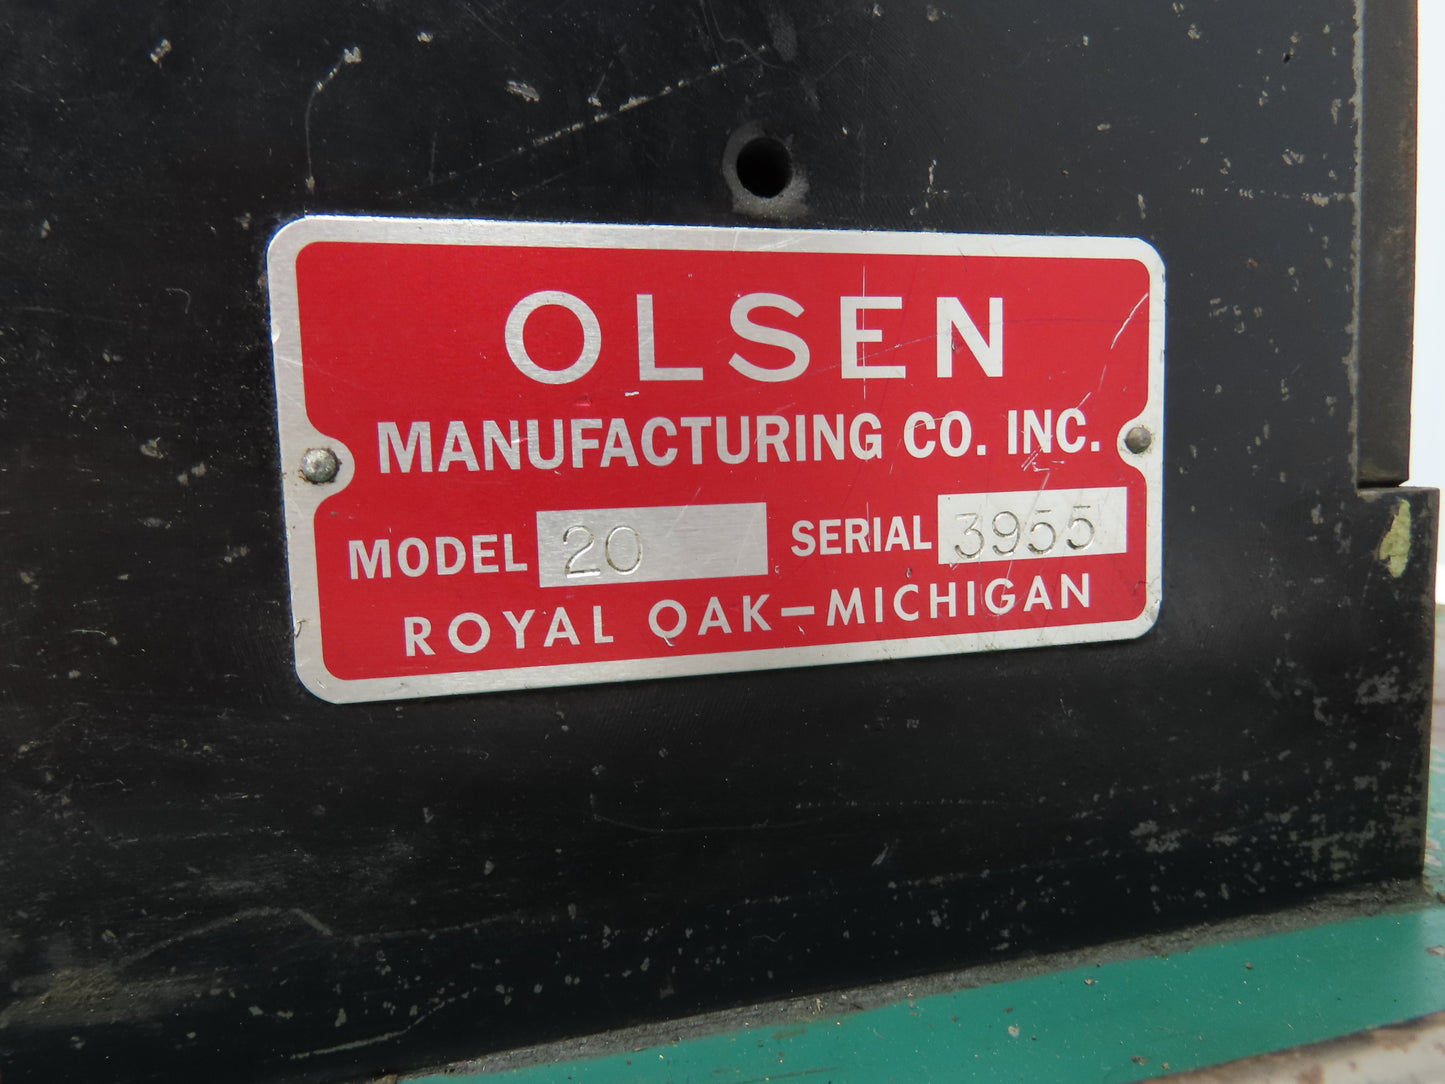 OLSEN
MANUFACTURING CO. INC.
MODEL 20 SERIAL 3955
ROYAL OAK—MICHIGAN